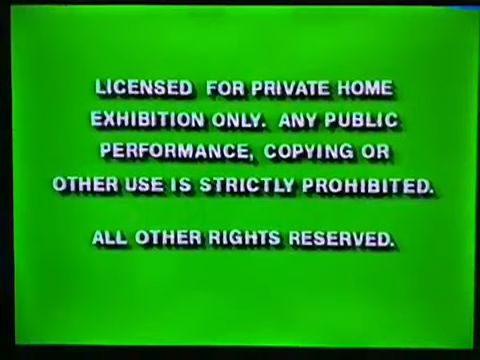 LICENSED FOR PRIVATE HOME
EXHIBITION ONLY. ANY PUBLIC
PERFORMANCE, COPYING OR
OTHER USE IS STRICTLY PROHIBITED.
ALL OTHER RIGHTS RESERVED.